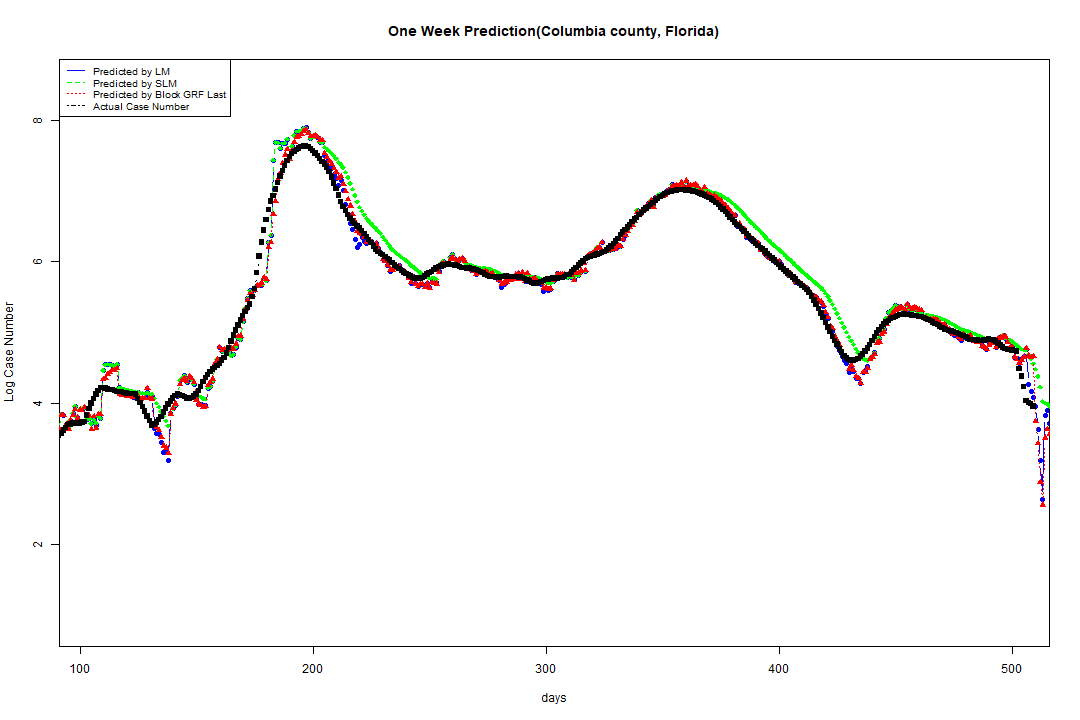 One Week Prediction(Columbia county, Florida)
Predicted by LM
Predicted by SLM
Predicted by Block GRF Last
Actual Case Number
8
6
4
2
Log Case Number
100 200 300 400 500
days